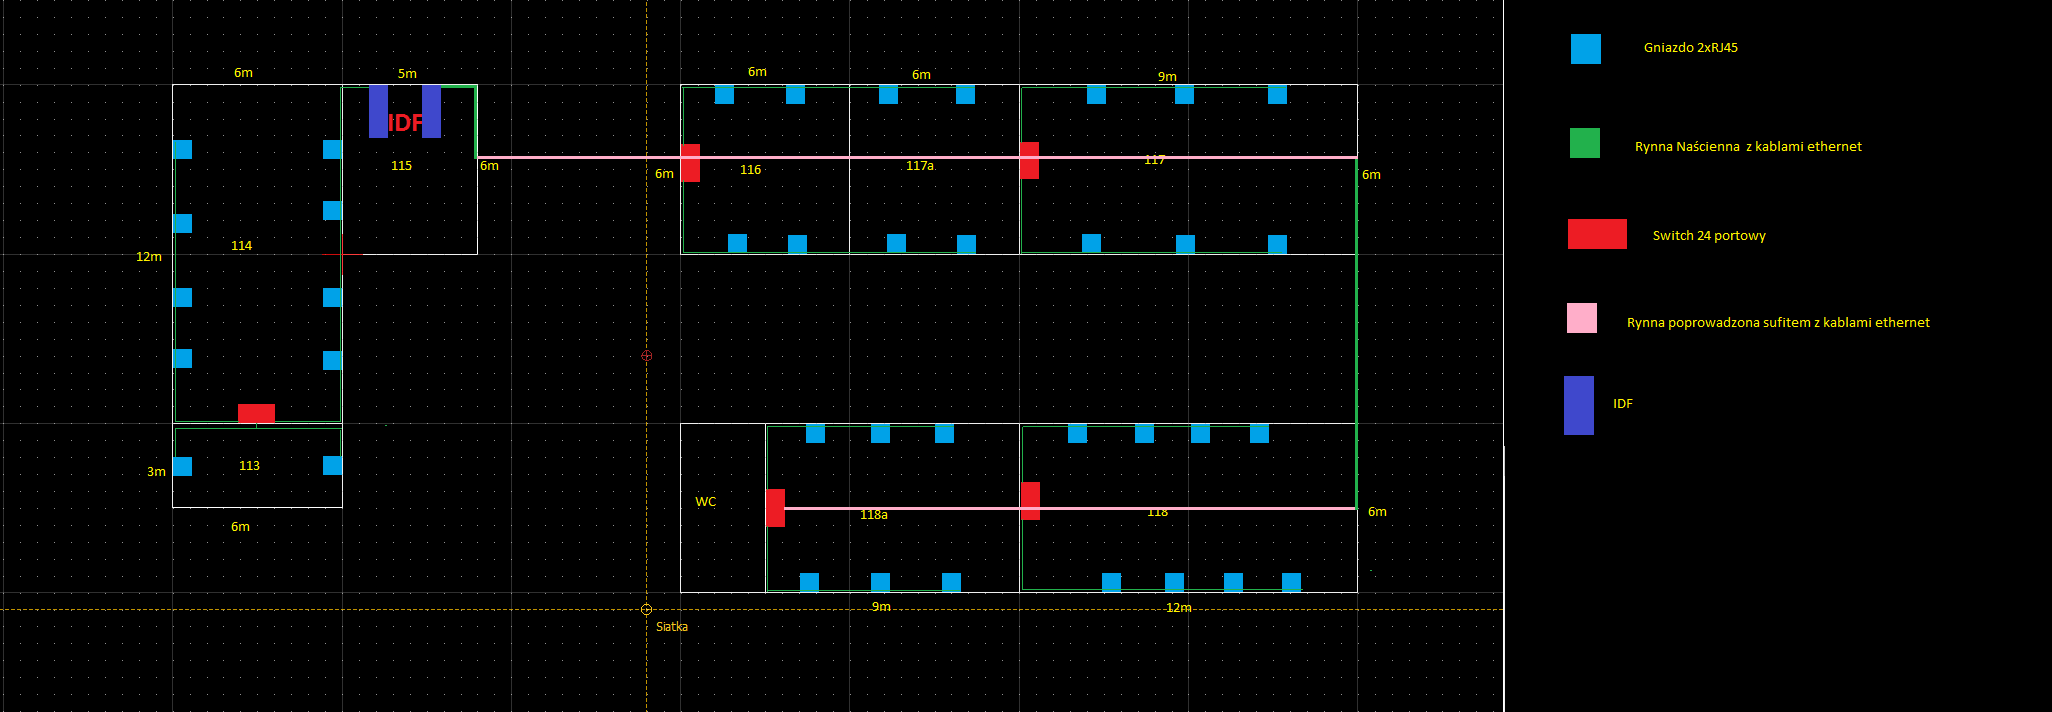 6m
5m
6m
6m
9m
Gniazdo 2xRJ45
IDF
Rynna Naścienna z kablami ethernet
115
6m
6m
116
117a
117
6m
Switch 24 portowy
114
12m
Rynna poprowadzona sufitem z kablami ethernet
IDF
3m
113
WC
118a
118
6m
6m
9m
12m
Siatka